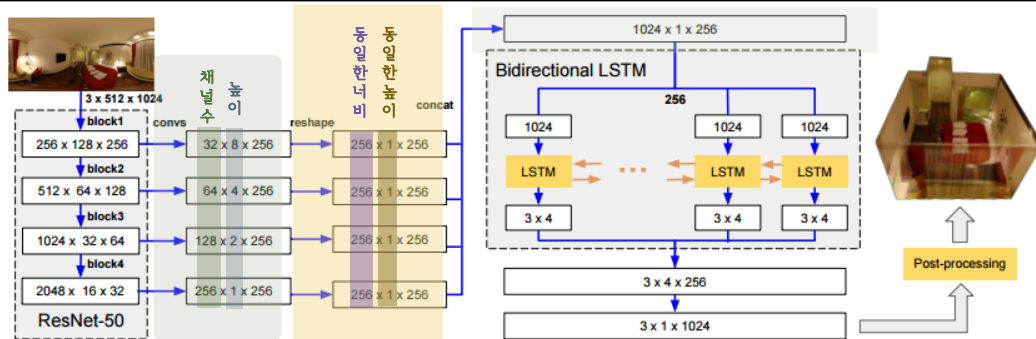 3 x 512 x 1024
block1
256 x 128 x 256
block2
512 x 64 x 128
block3
1024 x 32 x 64
block4
2048 x 16 x 32
ResNet-50
convs
채널수
높이
32 x 8 x 256
64 x 4 x 256
128 x 2 x 256
256 x 1 x 256
reshape
동일한너비
동일한높이
256 x 1 x 256
256 x 1 x 256
256 x 1 x 256
256 x 1 x 256
concat
1024 x 1 x 256
Bidirectional LSTM
256
1024
1024
1024
LSTM
...
LSTM
LSTM
3 x 4
3 x 4
3 x 4
3 x 4 x 256
3 x 1 x 1024
Post-processing